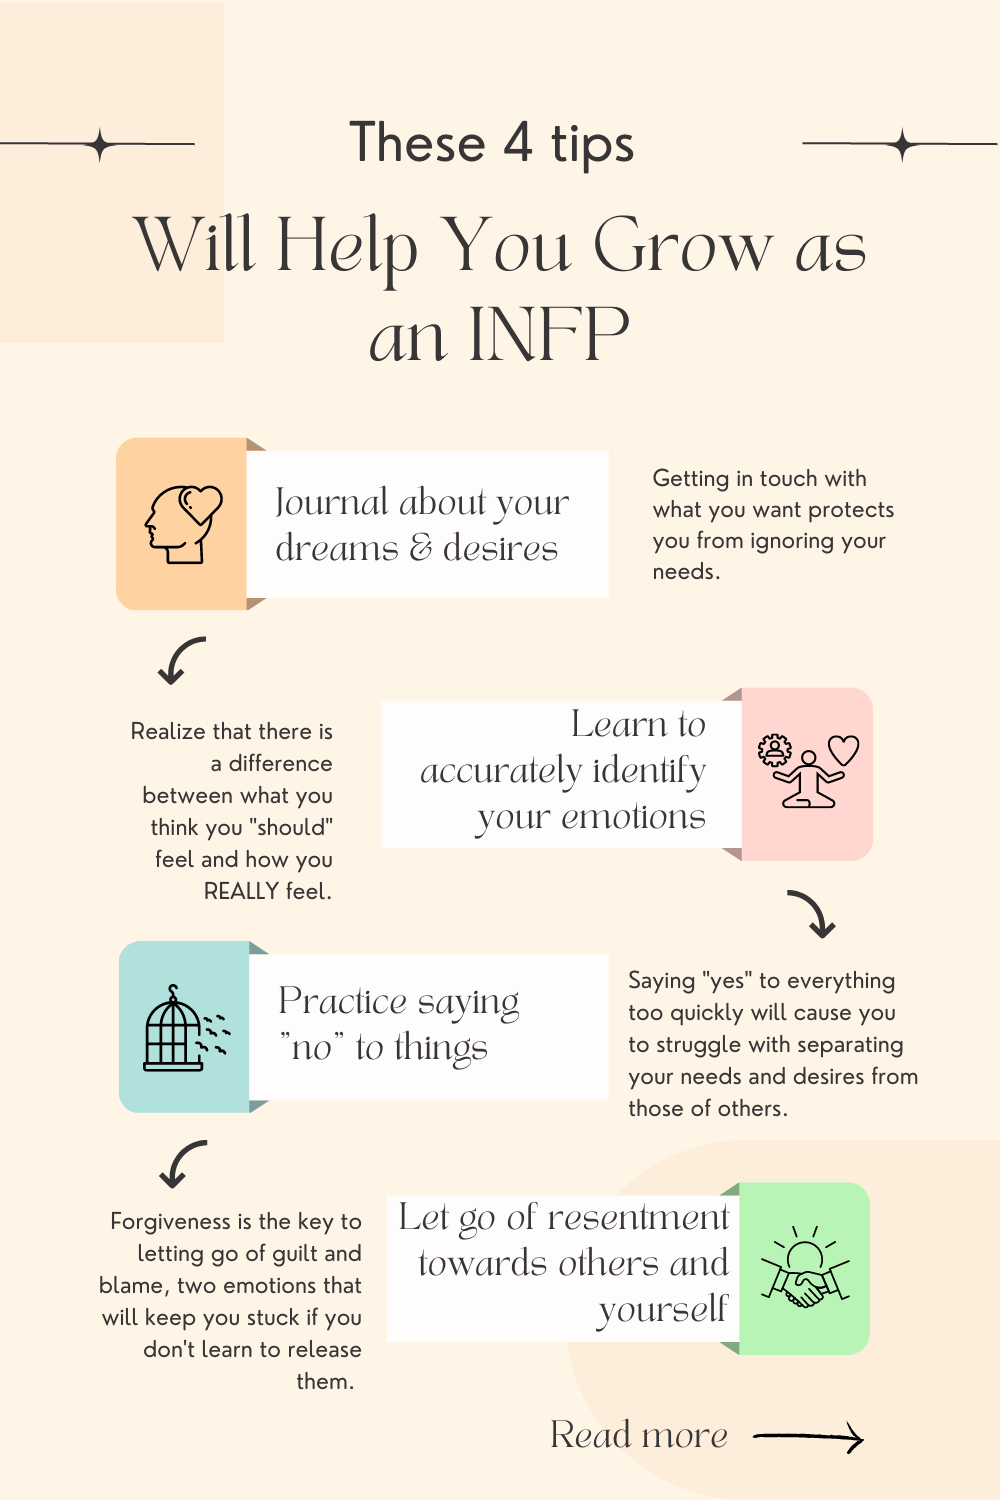 These 4 tips
Will Help You Grow as
an INFP
Journal about your
dreams & desires
Getting in touch with
what you want protects
you from ignoring your
needs.
Learn to
accurately identify
your emotions
Realize that there is
a difference
between what you
think you "should"
feel and how you
REALLY feel.
Practice saying
"no" to things
Saying "yes" to everything
too quickly will cause you
to struggle with separating
your needs and desires from
those of others.
Let go of resentment
towards others and
yourself
Forgiveness is the key to
letting go of guilt and
blame, two emotions that
will keep you stuck if you
don't learn to release
them.
Read more